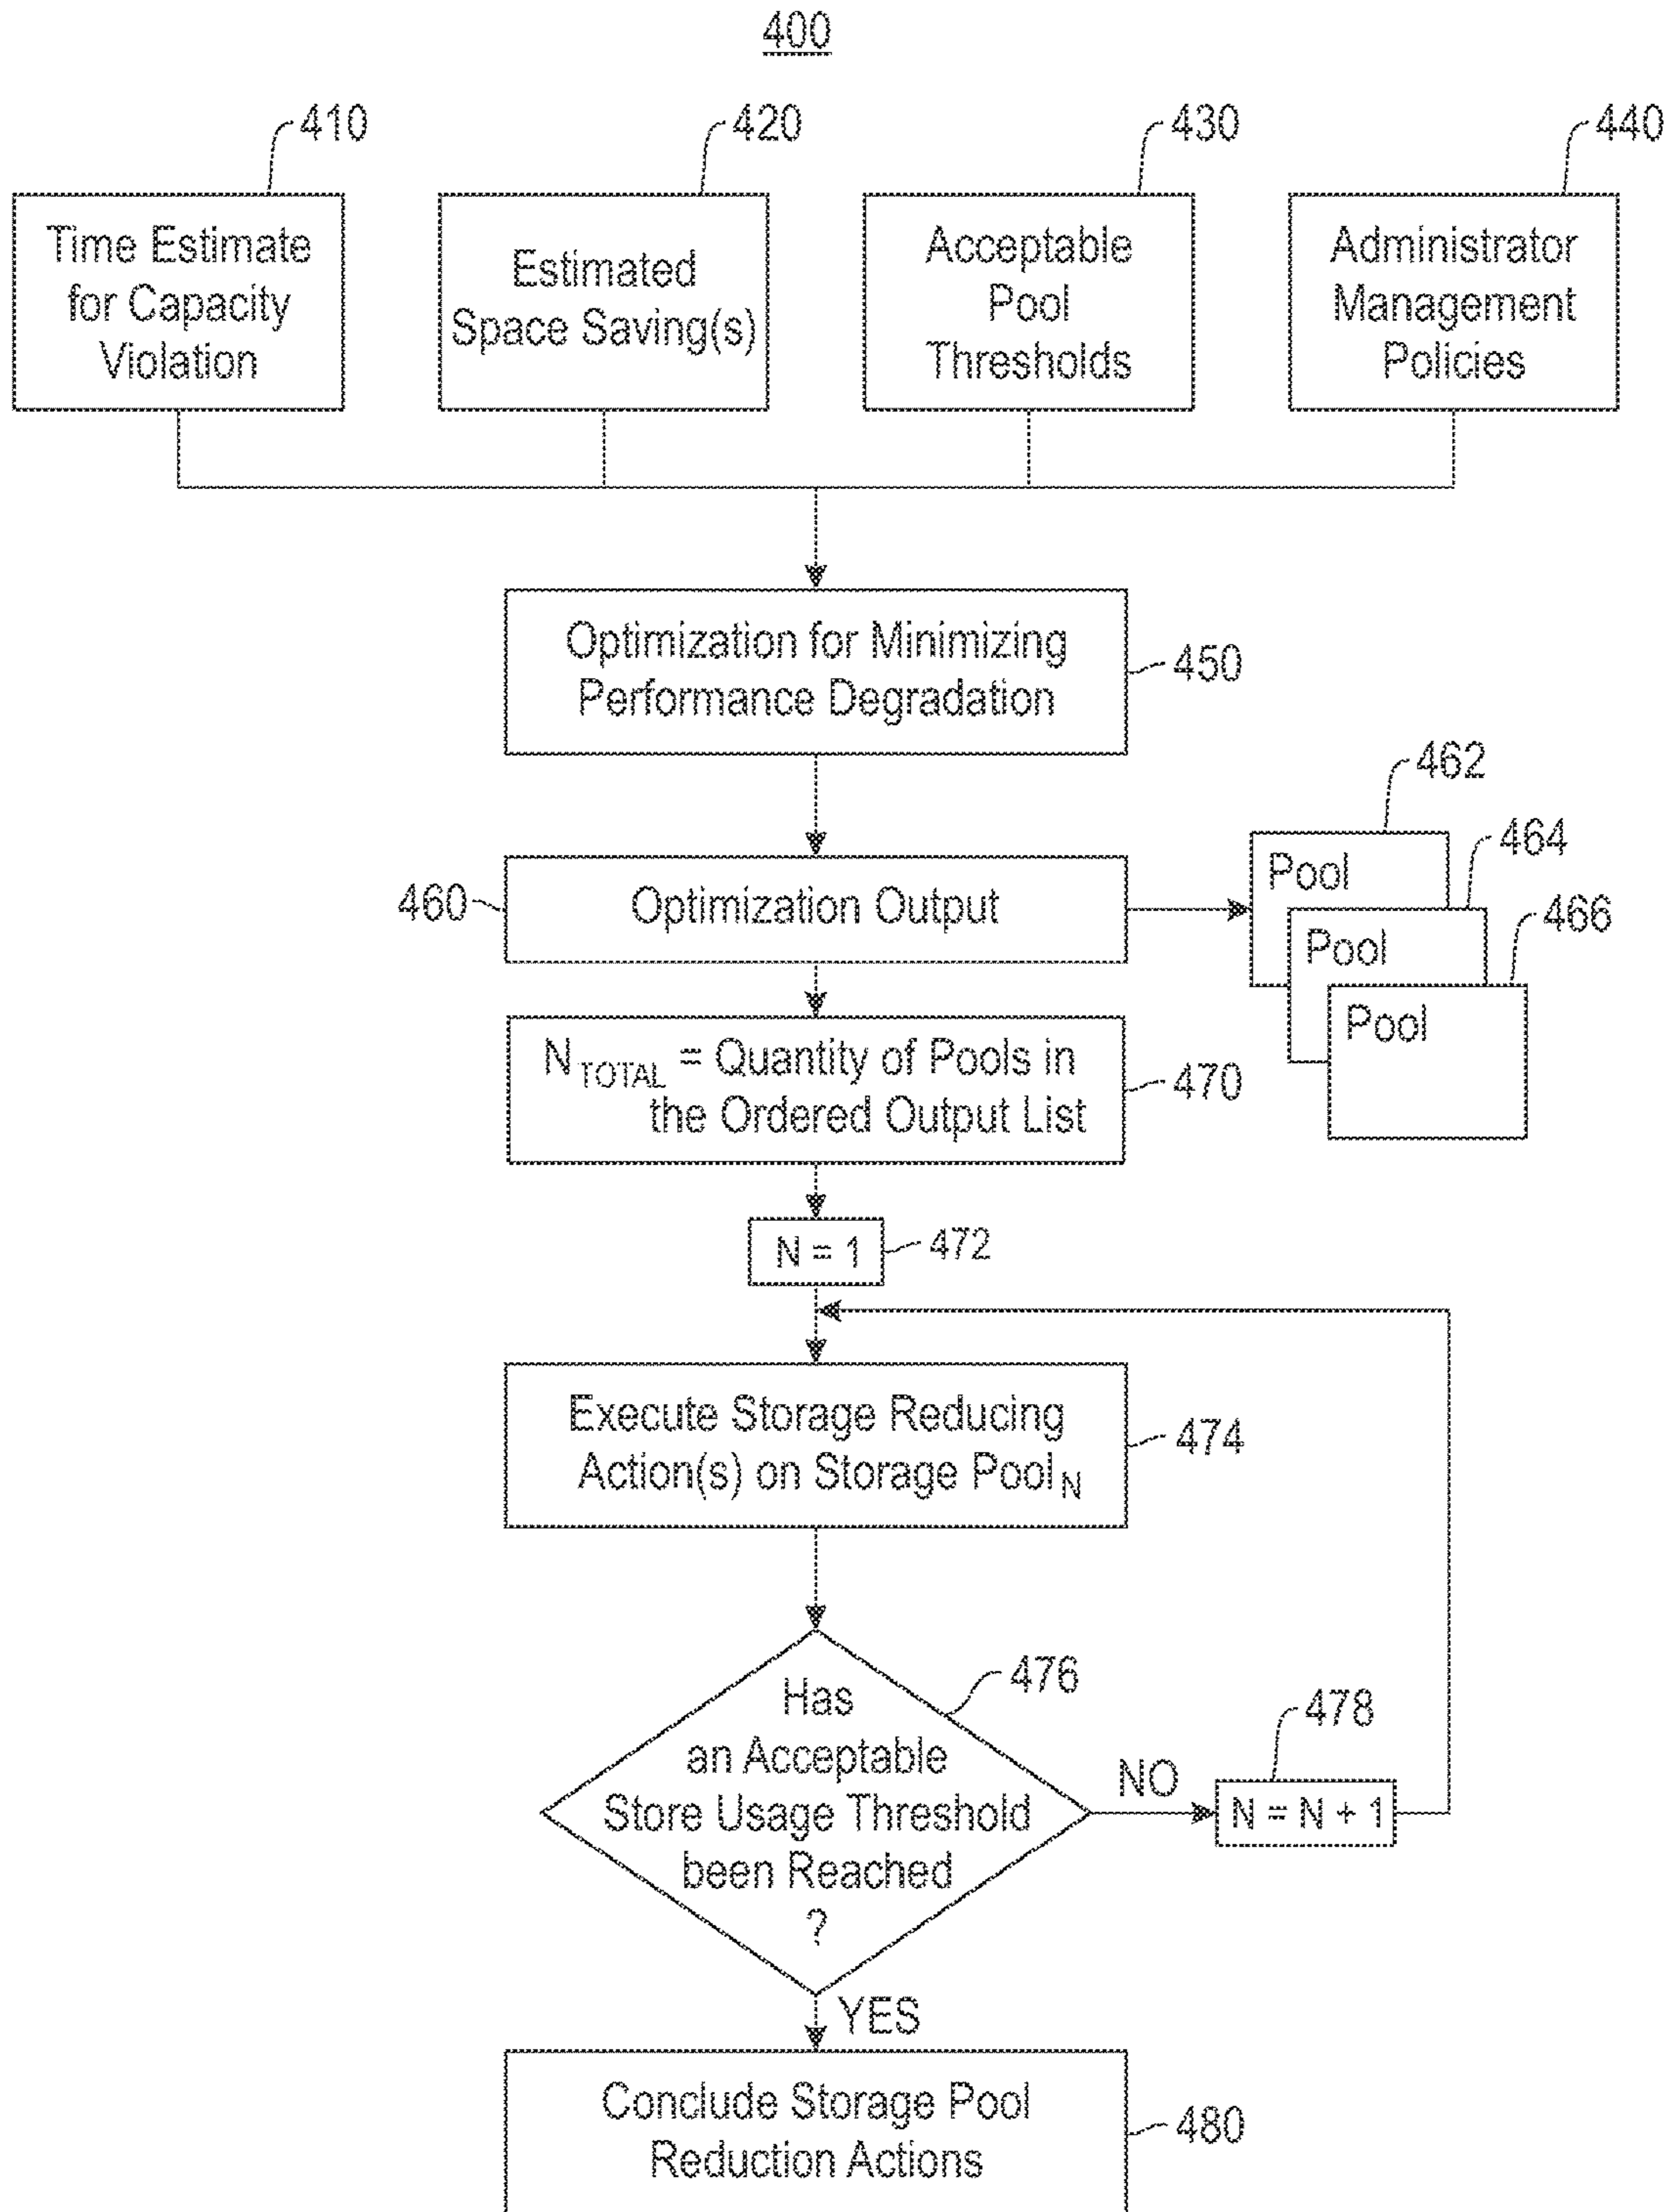 400
410
420
430
440
Time Estimate
for Capacity
Violation
Estimated
Space Saving(s)
Acceptable
Pool
Thresholds
Administrator
Management
Policies
Optimization for Minimizing
Performance Degradation
450
462
464
466
460
Optimization Output
Pool
Pool
Pool
N TOTAL = Quantity of Pools in
the Ordered Output List
470
N = 1
472
Execute Storage Reducing
Action(s) on Storage Pool N
474
Has
an Acceptable
Store Usage Threshold
been Reached
?
476
NO
478
N = N + 1
YES
Conclude Storage Pool
Reduction Actions
480